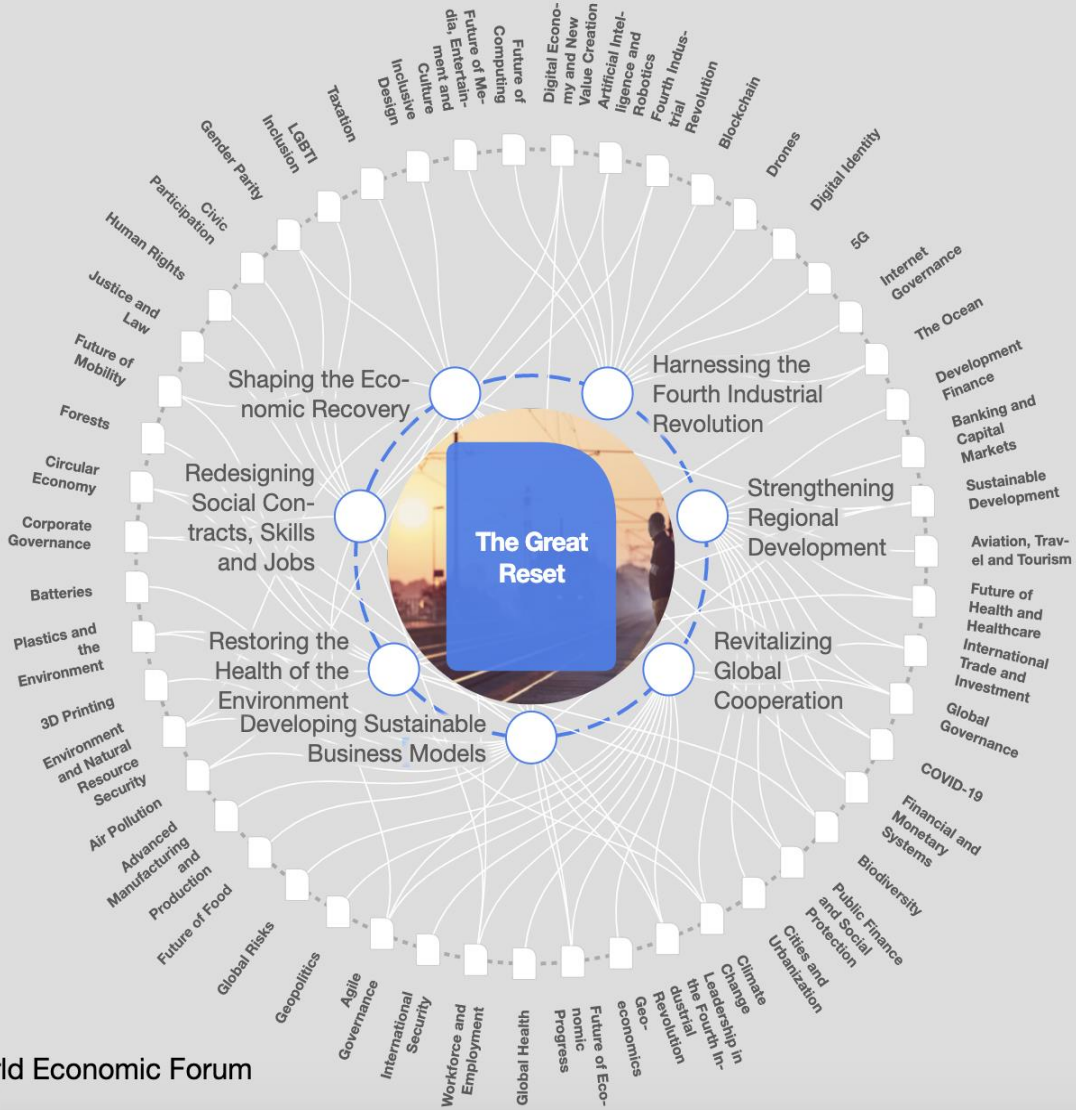 Digital Econo-
my and New
Value Creation
Artificial Intel-
ligence and
Robotics
Fourth Indus-
trial
Revolution
Blockchain
Drones
Digital Identity
5G
Internet
Governance
The Ocean
Development
Finance
Banking and
Capital
Markets
Sustainable
Development
Aviation, Trav-
el and Tourism
Future of
Health and
Healthcare
International
Trade and
Investment
Global
Governance
COVID-19
Financial and
Monetary
Systems
Biodiversity
Public Finance
and Social
Protection
Cities and
Urbanization
Climate
Change
Leadership in
the Fourth In-
dustrial
Revolution
Geo-
economics
Future of Eco-
nomic
Progress
Global Health
Workforce and
Employment
International
Security
Agile
Governance
Geopolitics
Global Risks
Future of Food
Advanced
Manufacturing
and
Production
Air Pollution
Environment
and Natural
Resource
Security
3D Printing
Plastics and
the
Environment
Batteries
Corporate
Governance
Circular
Economy
Forests
Future of
Mobility
Justice and
Law
Human Rights
Civic
Participation
Gender Parity
LGBTI
Inclusion
Taxation
Inclusive
Design
Future of Me-
dia, Entertain-
ment and
Culture
Future of
Computing
Shaping the Eco-
nomic Recovery
Harnessing the
Fourth Industrial
Revolution
Redesigning
Social Con-
tracts, Skills
and Jobs
Strengthening
Regional
Development
The Great
Reset
Restoring the
Health of the
Environment
Revitalizing
Global
Cooperation
Developing Sustainable
Business Models
ld Economic Forum